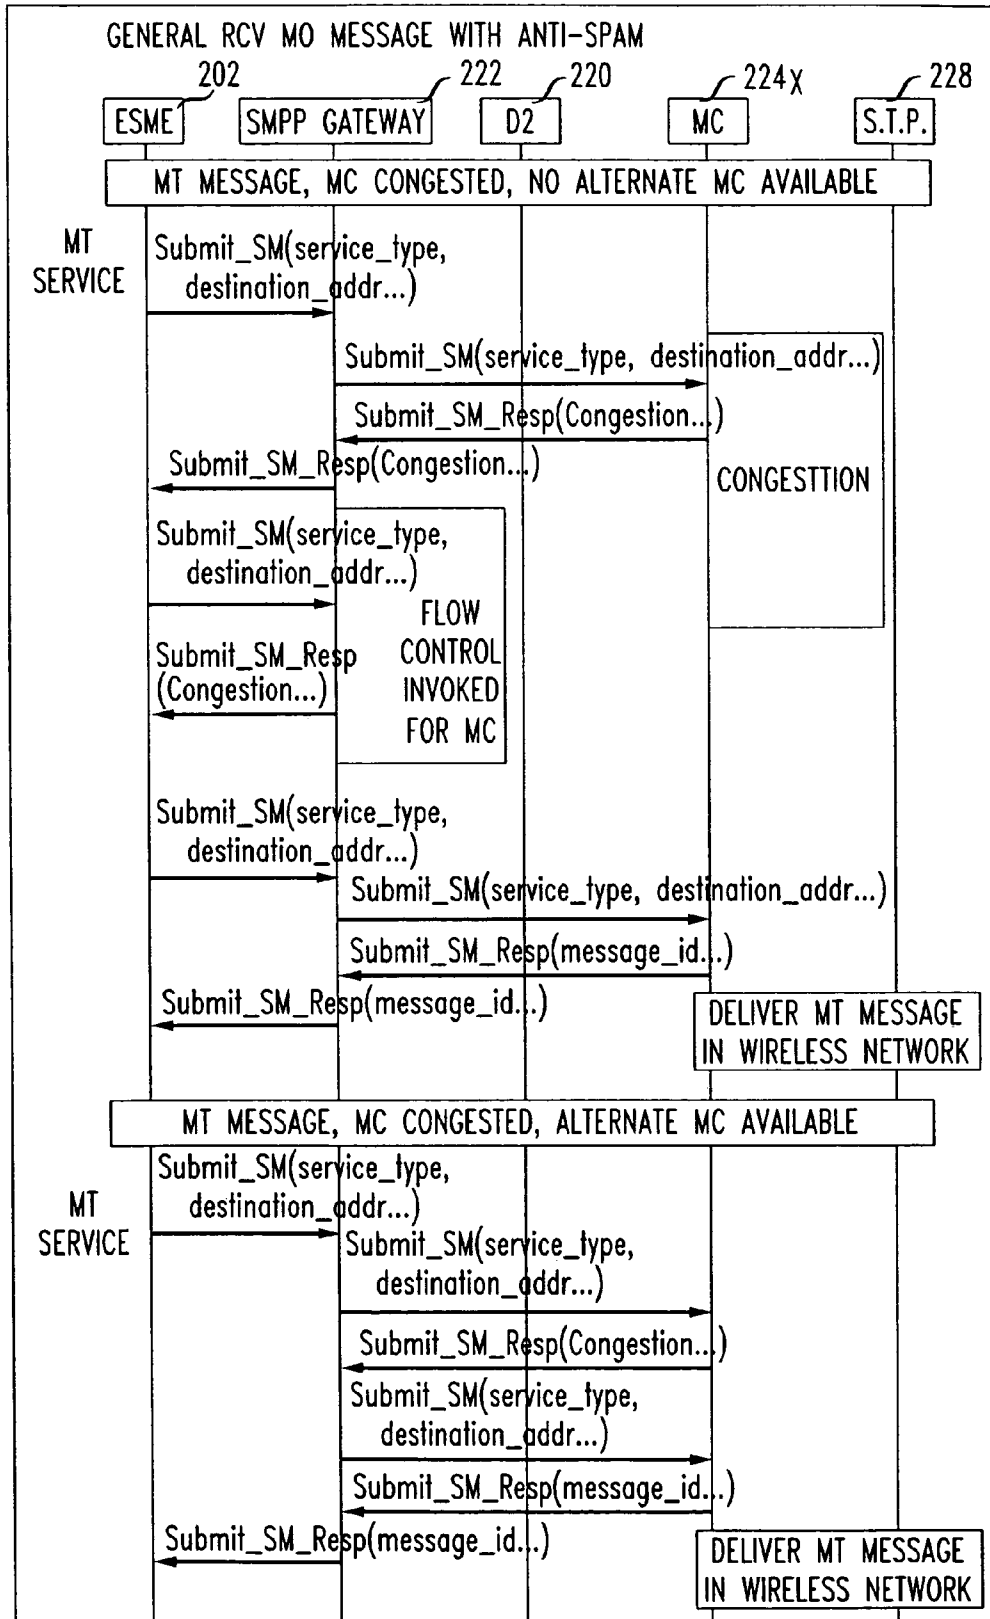 GENERAL RCV MO MESSAGE WITH ANTI-SPAM
202
222
220
224X
228
ESME
SMPP GATEWAY
D2
MC
S.T.P.
MT MESSAGE, MC CONGESTED, NO ALTERNATE MC AVAILABLE
MT
SERVICE
Submit_SM(service_type,
destination_addr...)
Submit_SM(service_type, destination_addr...)
Submit_SM_Resp(Congestion...)
Submit_SM_Resp(Congestion...)
CONGESTTION
Submit_SM(service_type,
destination_addr...)
FLOW
CONTROL
INVOKED
FOR MC
Submit_SM_Resp
(Congestion...)
Submit_SM(service_type,
destination_addr...)
Submit_SM(service_type, destination_addr...)
Submit_SM_Resp(message_id...)
Submit_SM_Resp(message_id...)
DELIVER MT MESSAGE
IN WIRELESS NETWORK
MT MESSAGE, MC CONGESTED, ALTERNATE MC AVAILABLE
MT
SERVICE
Submit_SM(service_type,
destination_addr...)
Submit_SM(service_type,
destination_addr...)
Submit_SM_Resp(Congestion...)
Submit_SM(service_type,
destination_addr...)
Submit_SM_Resp(message_id...)
Submit_SM_Resp(message_id...)
DELIVER MT MESSAGE
IN WIRELESS NETWORK